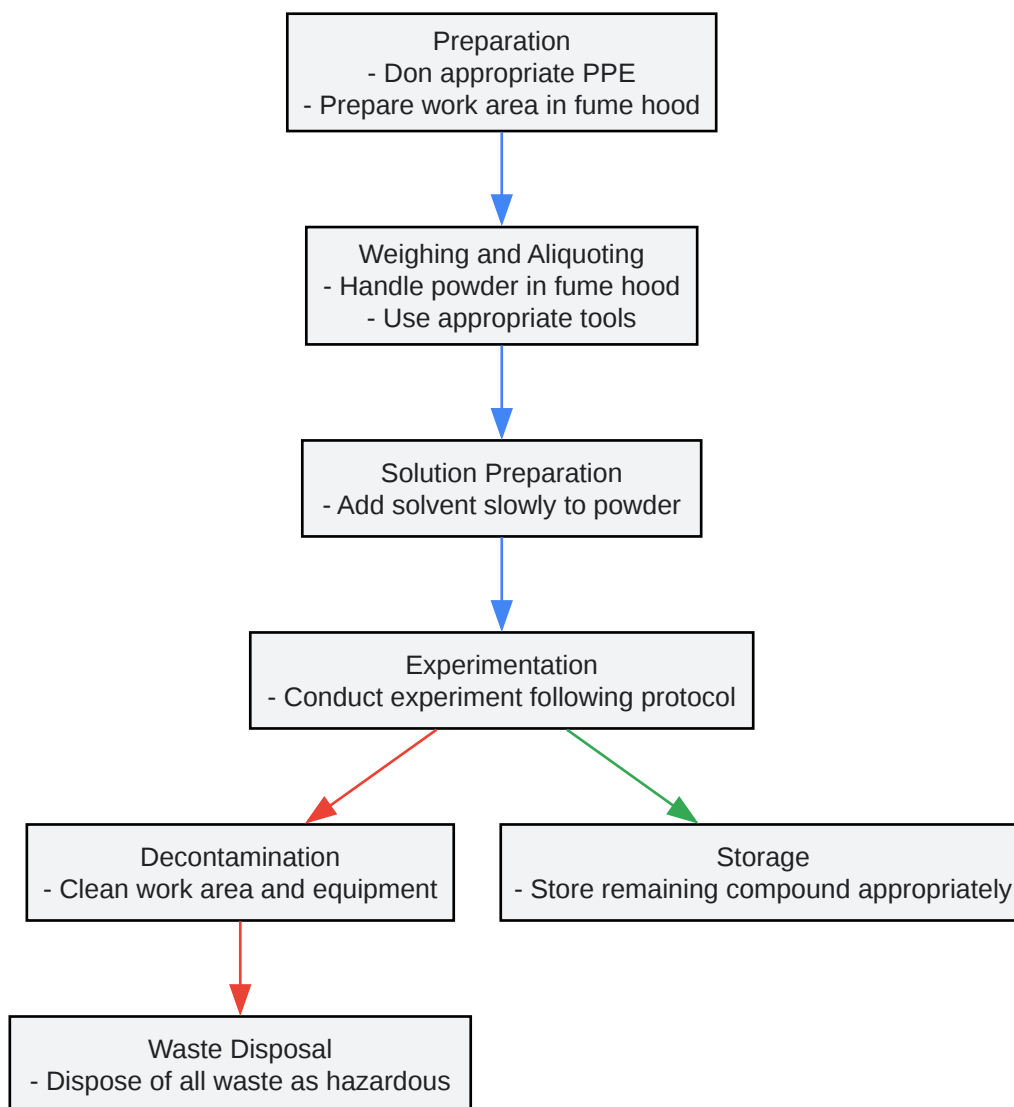 Preparation
- Don appropriate PPE
- Prepare work area in fume hood
Weighing and Aliquoting
- Handle powder in fume hood
- Use appropriate tools
Solution Preparation
- Add solvent slowly to powder
Experimentation
- Conduct experiment following protocol
Decontamination
- Clean work area and equipment
Storage
- Store remaining compound appropriately
Waste Disposal
- Dispose of all waste as hazardous